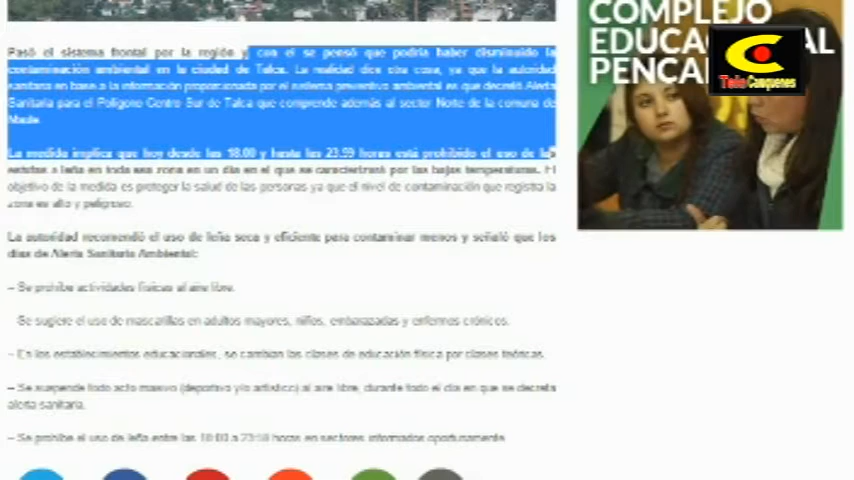 Pasó el sistema frontal por la región y con el se pensó que podría haber disminuido la
contaminación ambiental en la ciudad de Talca. La realidad dice otra cosa, ya que la autoridad
sanitaria en base a la información proporcionada por el sistema preventivo ambiental es que decretó Alerta
Sanitaria para el Polígono Centro Sur de Talca que comprende además al sector Norte de la comuna de
Maule.
La medida implica que hoy desde las 18.00 y hasta las 23.59 horas está prohibido el uso de las
estufas a leña en toda esa zona en un día en el que se caracterizará por las bajas temperaturas. El
objetivo de la medida es proteger la salud de las personas ya que el nivel de contaminación que registra la
zona es alto y peligroso.
La autoridad recomendó el uso de leña seca y eficiente para contaminar menos y señaló que los
días de Alerta Sanitaria Ambiental:
– Se prohíbe actividades físicas al aire libre.
Se sugiere el uso de mascarillas en adultos mayores, niños, embarazadas y enfermos crónicos.
– En los establecimientos educacionales, se cambian las clases de educación física por clases teóricas.
– Se suspende todo acto masivo (deportivo y/o artístico) al aire libre, durante todo el día en que se decreta
alerta sanitaria.
– Se prohíbe el uso de leña entre las 18:00 a 23:59 horas en sectores informados oportunamente
COMPLEJO
EDUCA AL
PENCA
TeleCauquenes